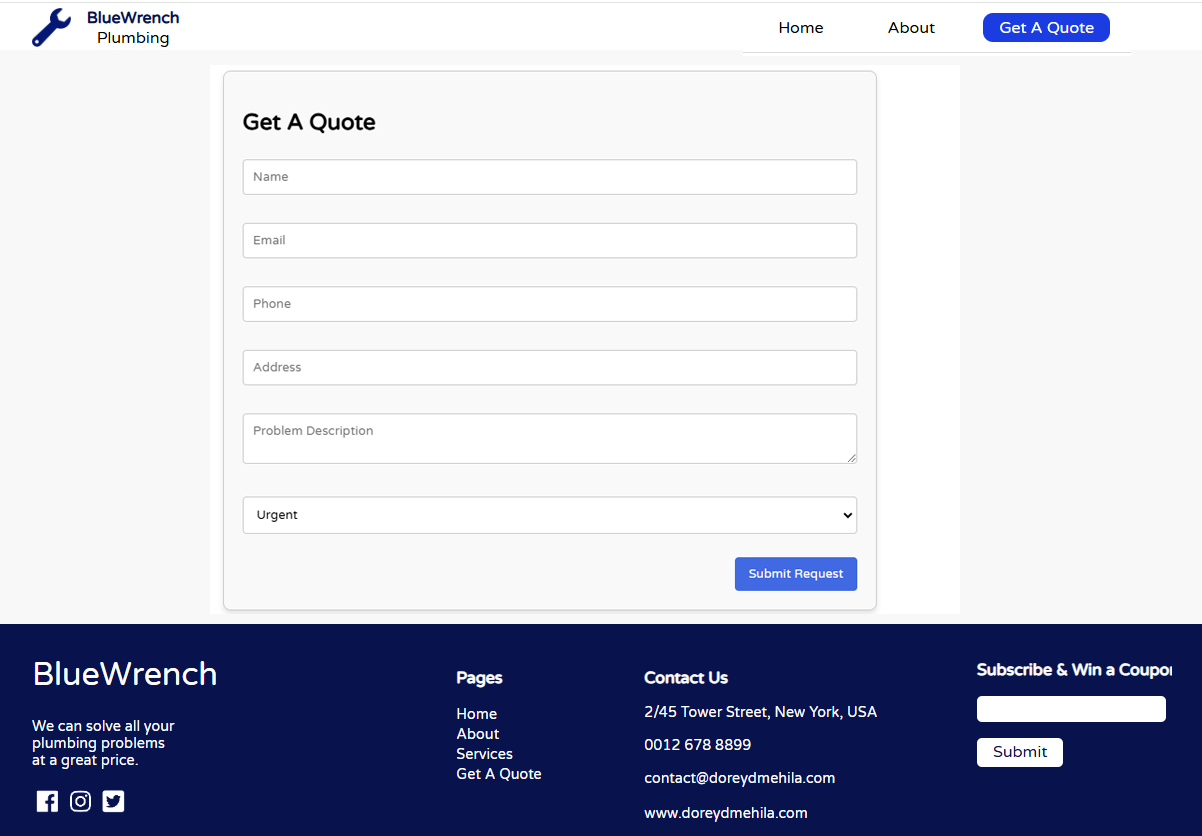 BlueWrench
Plumbing
Home
About
Get A Quote
Get A Quote
Name
Email
Phone
Address
Problem Description
Urgent
Submit Request
BlueWrench
We can solve all your
plumbing problems
at a great price.
Pages
Home
About
Services
Get A Quote
Contact Us
2/45 Tower Street, New York, USA
0012 678 8899
contact@doreydmehila.com
www.doreydmehila.com
Subscribe & Win a Coupon
Submit